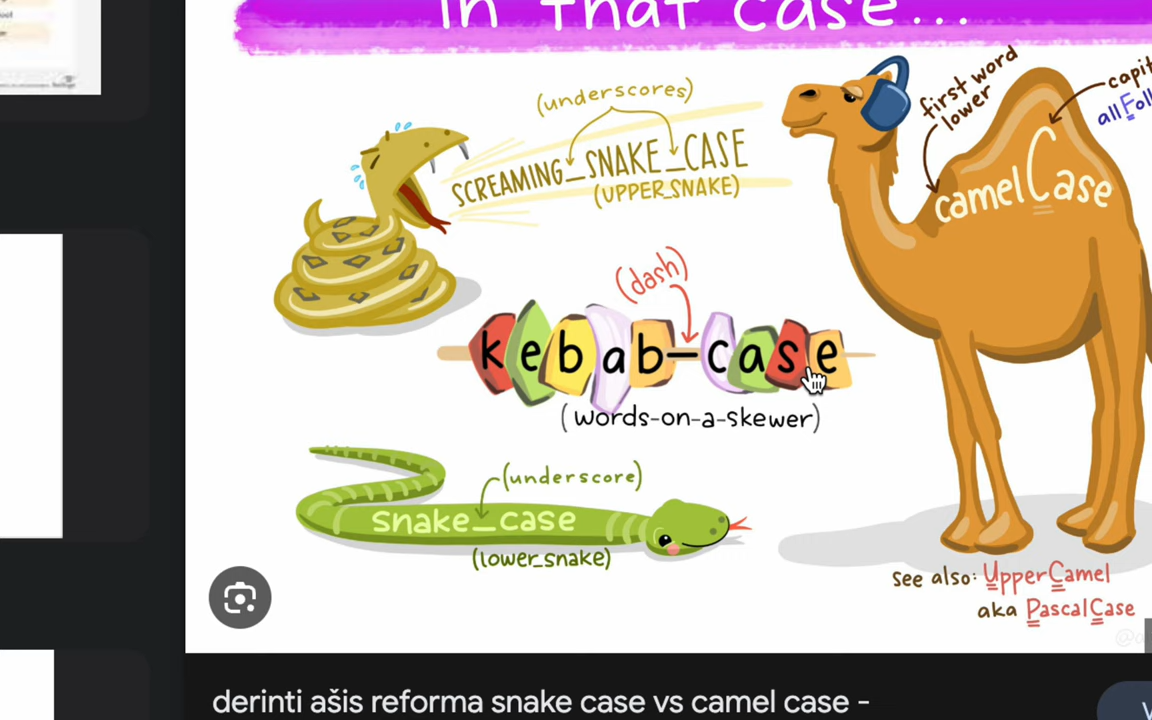 in that case...
(underscores)
SCREAMING_SNAKE_CASE
(UPPER_SNAKE)
first word
lower
camelCase
(dash)
kebab-case
(words-on-a-skewer)
(underscore)
snake_case
(lower_snake)
see also: UpperCamel
aka PascalCase
derinti ašis reforma snake case vs camel case -